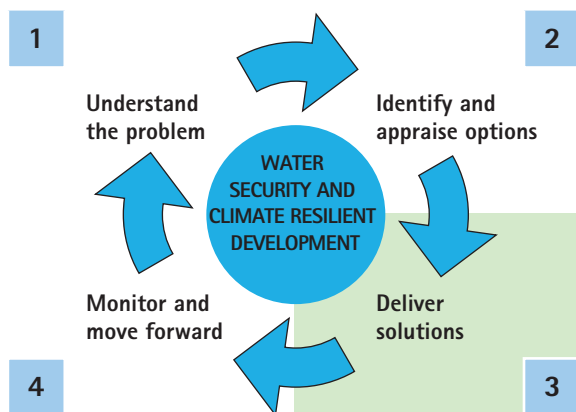 1
2
Understand
the problem
Identify and
appraise options
WATER
SECURITY AND
CLIMATE RESILIENT
DEVELOPMENT
Monitor and
move forward
Deliver
solutions
4
3